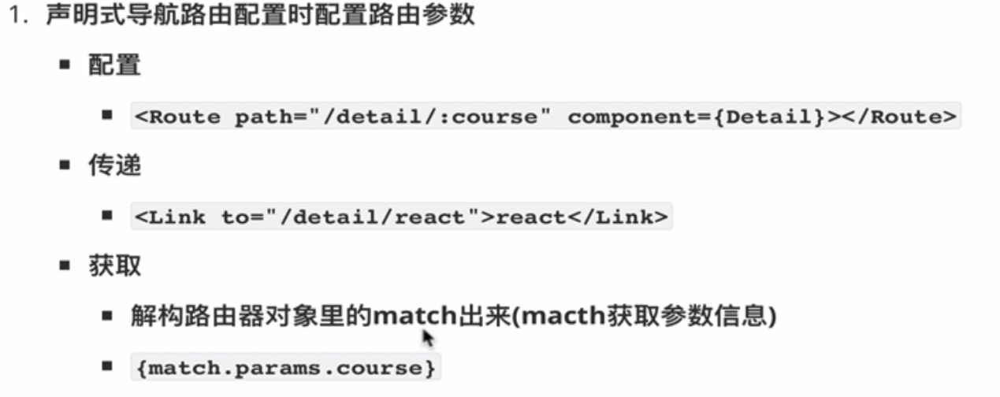 1. 声明式导航路由配置时配置路由参数
配置
<Route path="/detail/:course" component={Detail}></Route>
传递
<Link to="/detail/react">react</Link>
获取
解构路由器对象里的match出来(macth获取参数信息)
{match.params.course}